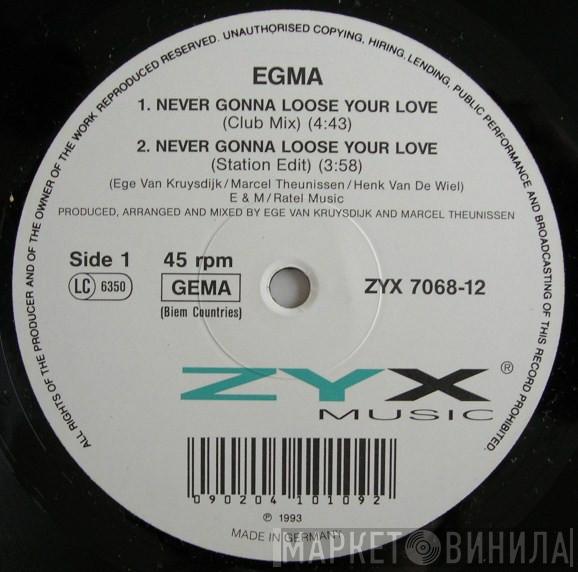 ALL RIGHTS OF THE PRODUCER AND OF THE OWNER OF THE WORK REPRODUCED RESERVED. UNAUTHORISED COPYING, HIRING, LENDING, PUBLIC PERFORMANCE AND BROADCASTING OF THIS RECORD PROHIBITED.
EGMA
1. NEVER GONNA LOOSE YOUR LOVE
(Club Mix) (4:43)
2. NEVER GONNA LOOSE YOUR LOVE
(Station Edit) (3:58)
(Ege Van Kruysdijk/Marcel Theunissen/Henk Van De Wiel)
E & M/Ratel Music
PRODUCED, ARRANGED AND MIXED BY EGE VAN KRUYSDIJK AND MARCEL THEUNISSEN
Side 1 45 rpm
LC 6350 GEMA ZYX 7068-12
(Biem Countries)
ZYX ®
MUSIC
090204 101092
℗ 1993
MADE IN GERMANY
МАРКЕТ ВИНИЛА